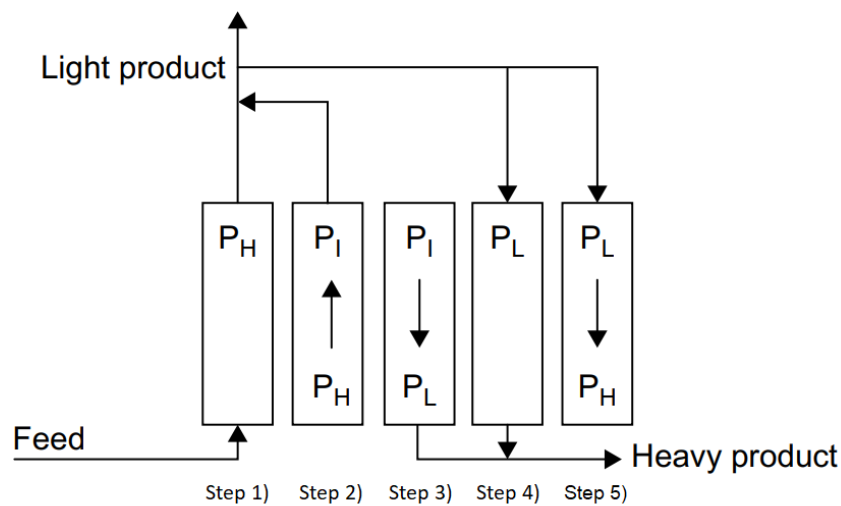 Light product
P_H P_I P_I P_L P_L
P_H P_L P_H
Feed
Heavy product
Step 1) Step 2) Step 3) Step 4) Step 5)